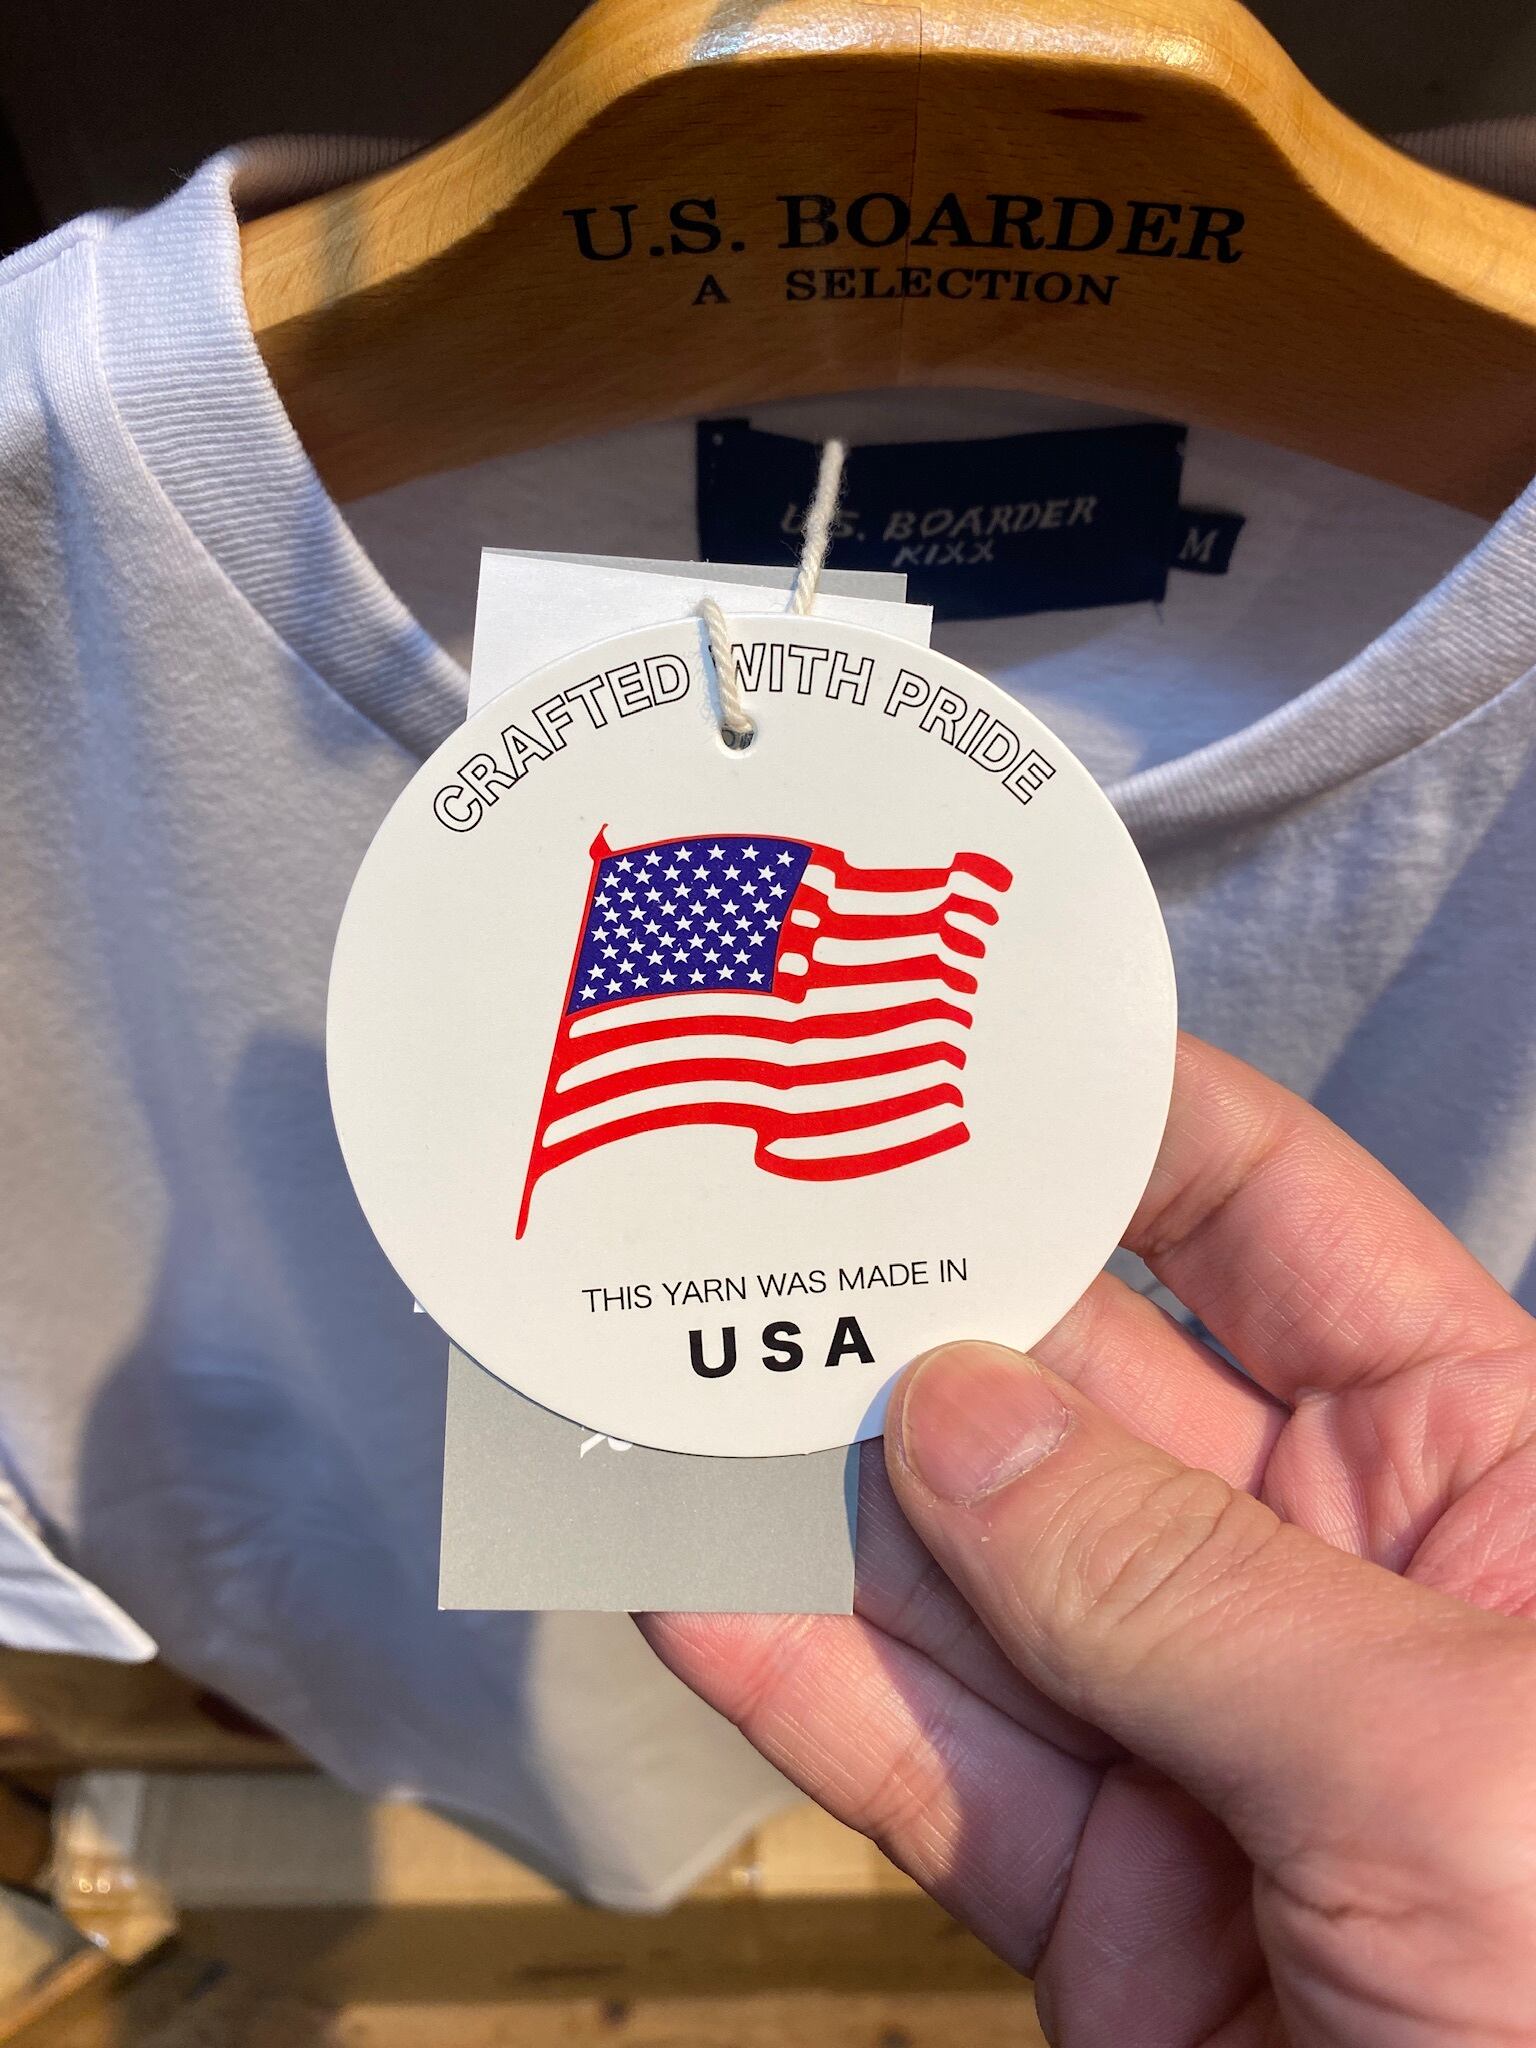 U.S. BOARDER
A SELECTION
U.S. BOARDER
KIXX
M
CRAFTED WITH PRIDE
THIS YARN WAS MADE IN
USA